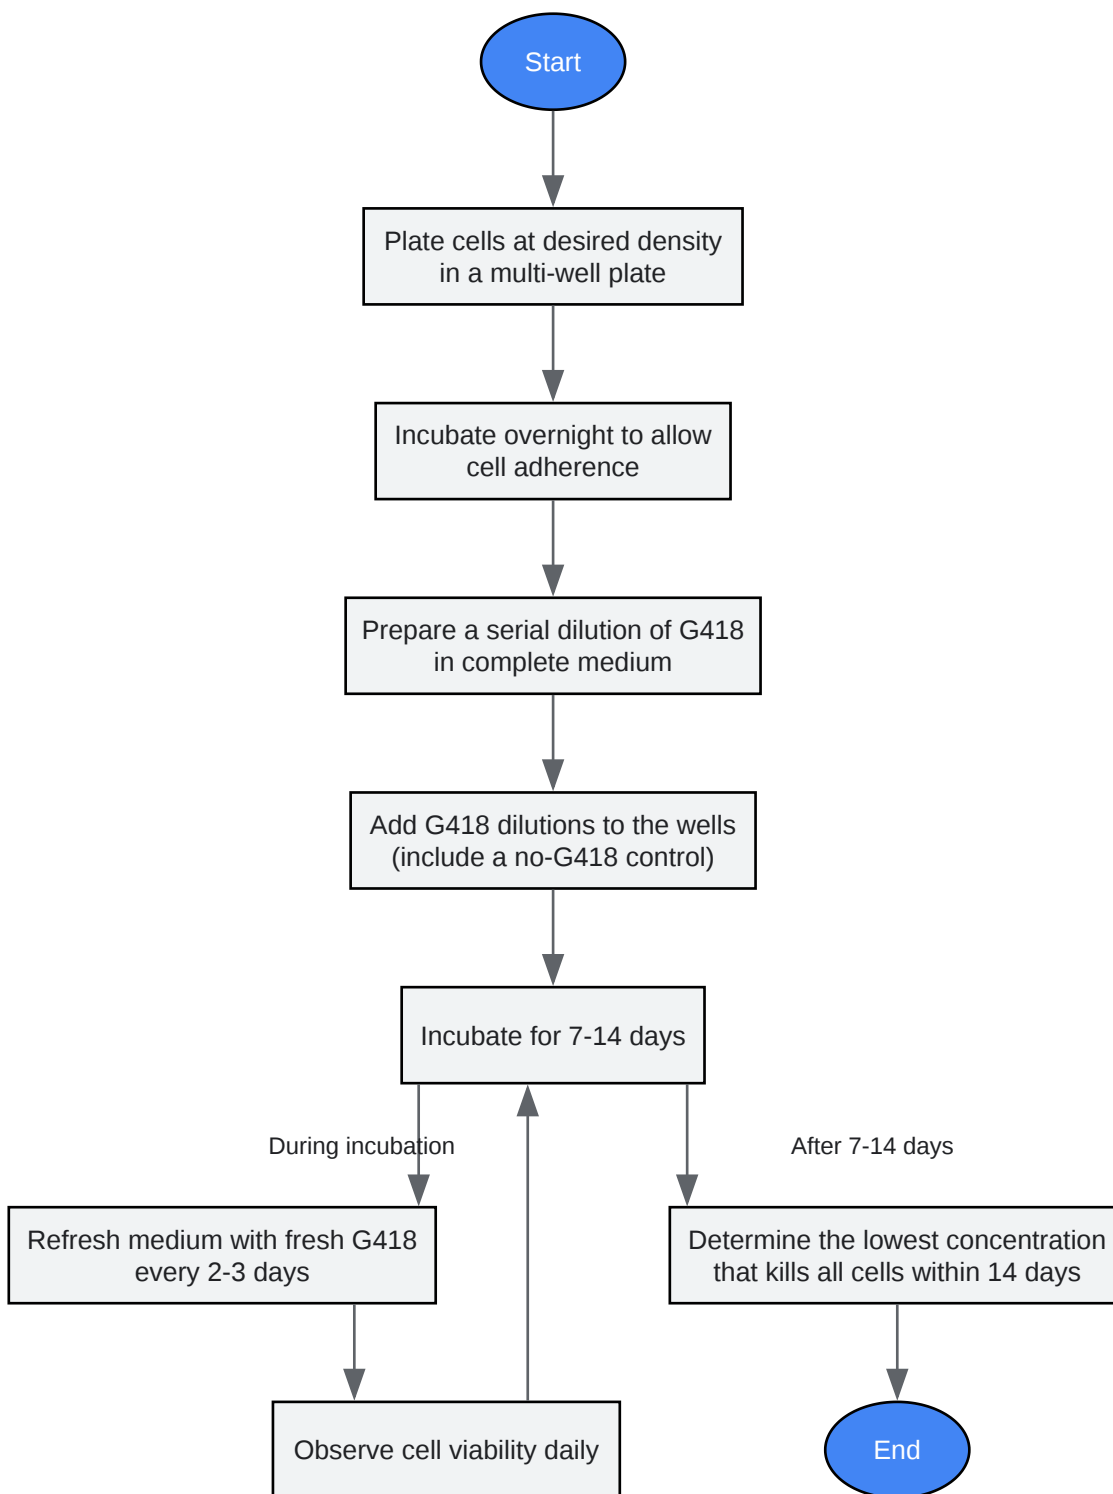 Start
Plate cells at desired density
in a multi-well plate
Incubate overnight to allow
cell adherence
Prepare a serial dilution of G418
in complete medium
Add G418 dilutions to the wells
(include a no-G418 control)
Incubate for 7-14 days
During incubation
After 7-14 days
Refresh medium with fresh G418
every 2-3 days
Determine the lowest concentration
that kills all cells within 14 days
Observe cell viability daily
End